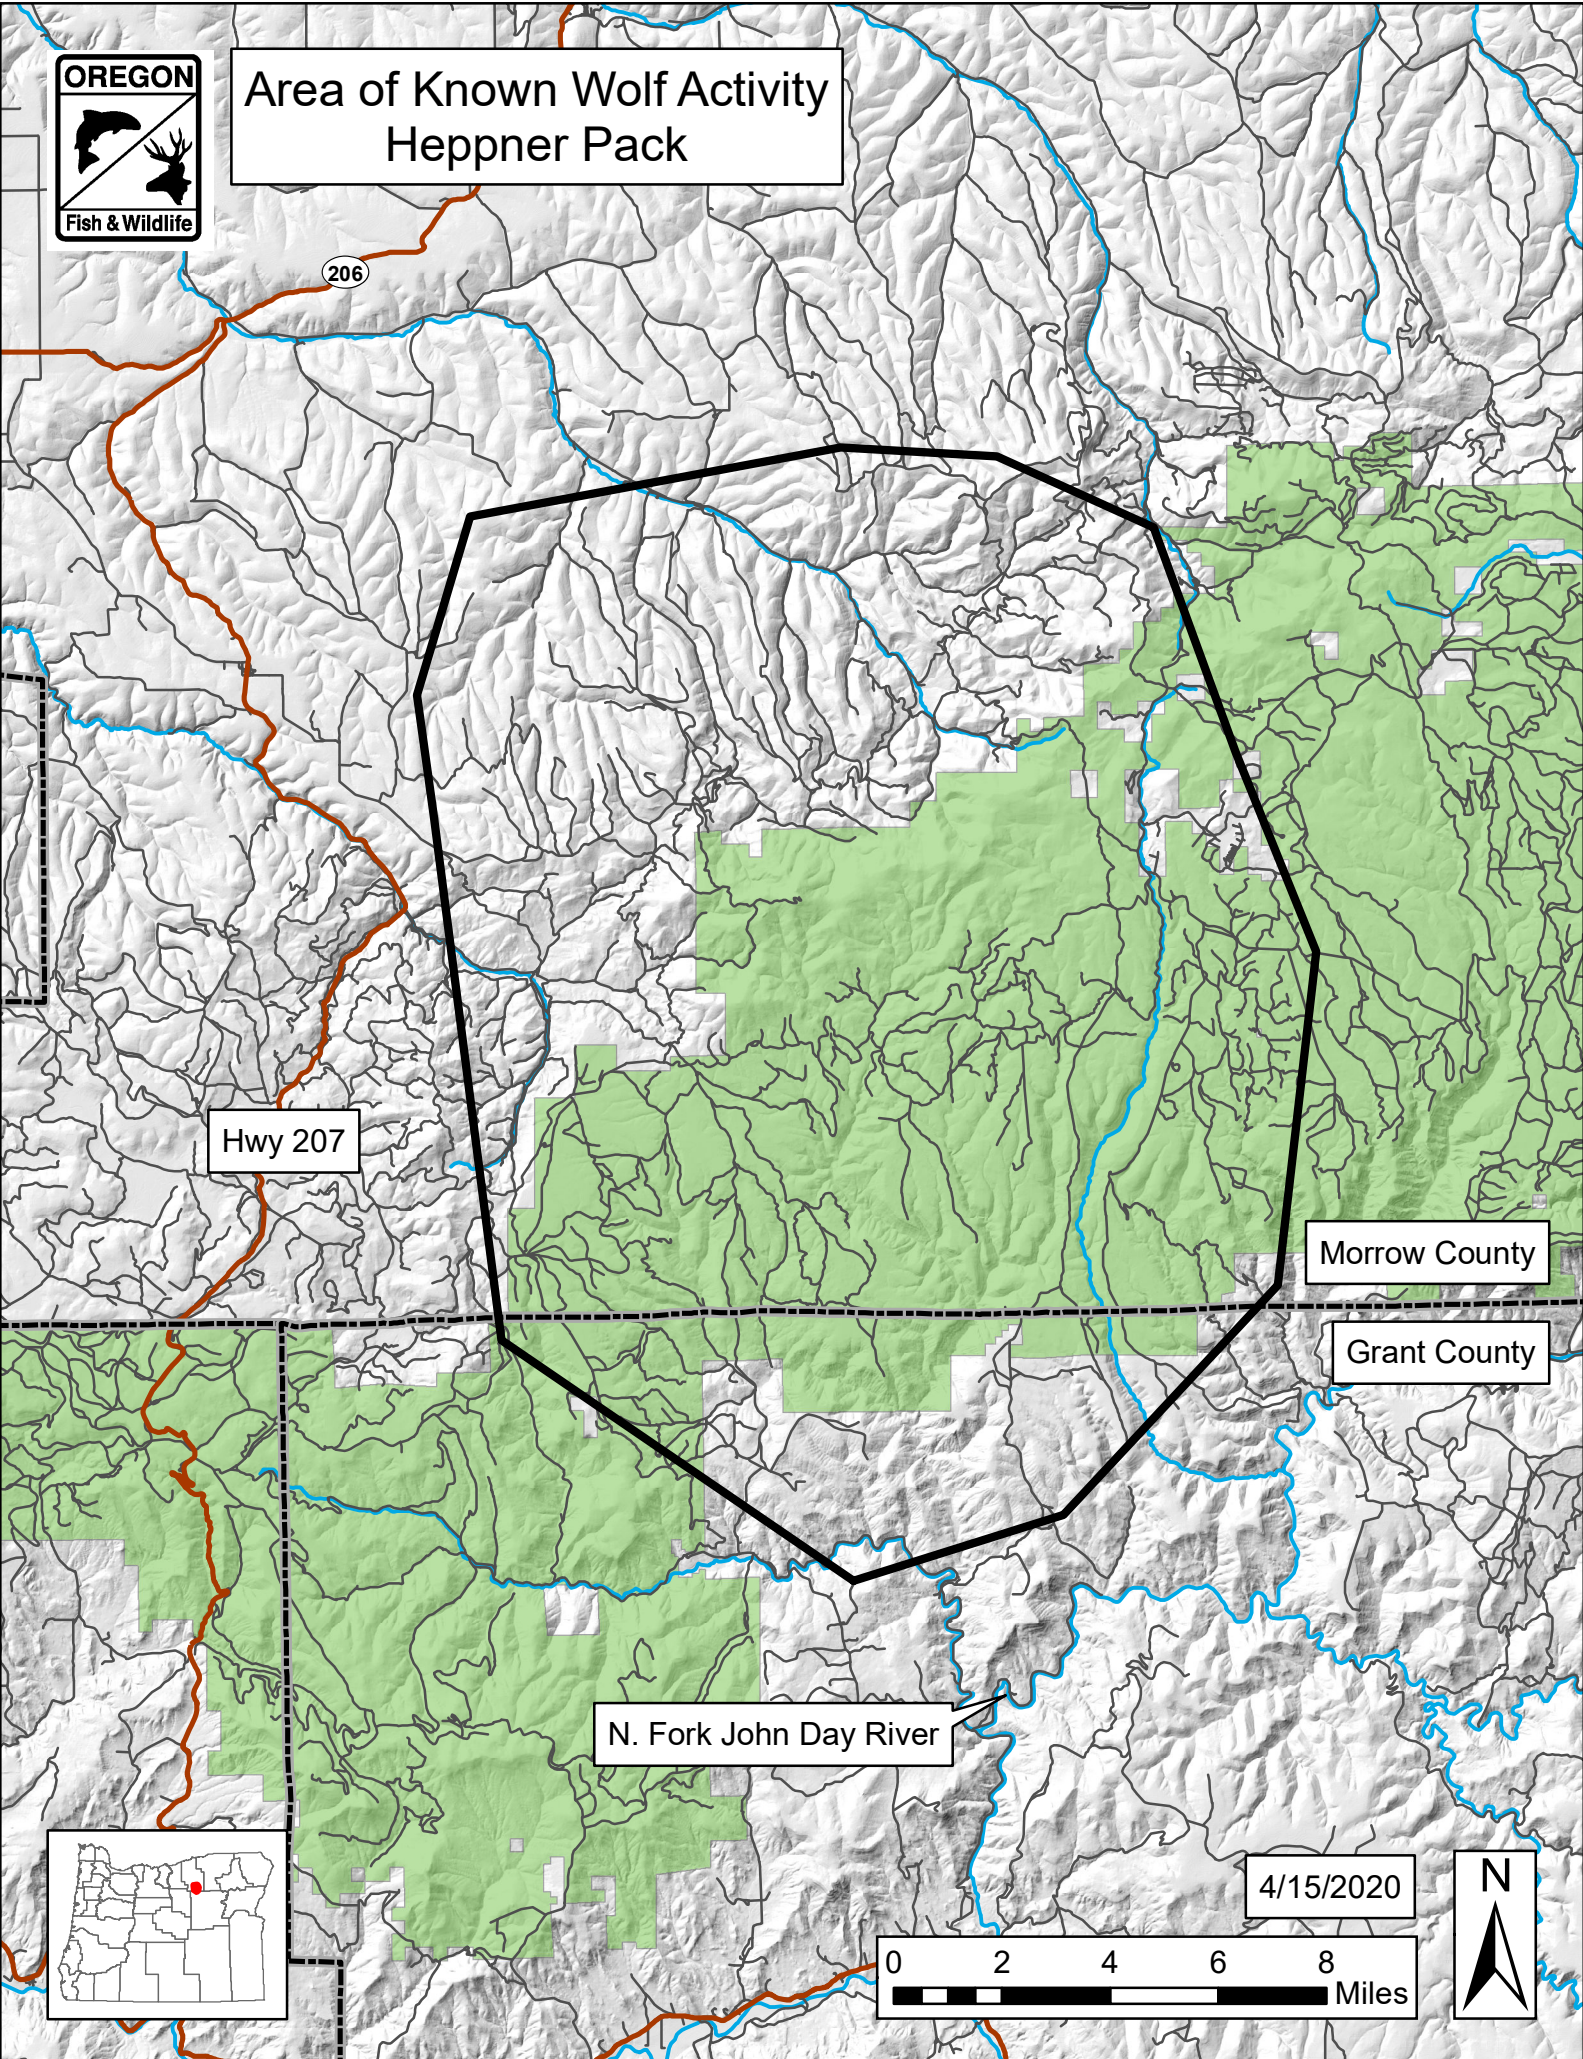 OREGON
Fish & Wildlife
Area of Known Wolf Activity
Heppner Pack
206
Hwy 207
Morrow County
Grant County
N. Fork John Day River
4/15/2020
N
0 2 4 6 8
Miles